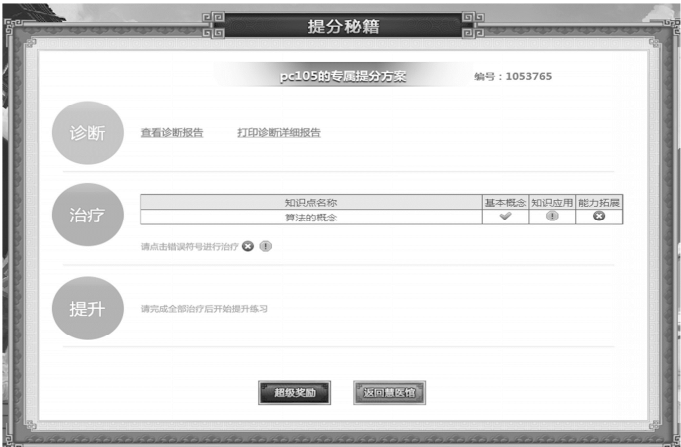 提分秘籍
pc105的专属提分方案 编号：1053765
诊断 查看诊断报告 打印诊断详细报告
治疗
知识点名称 基本概念 知识应用 能力拓展
算法的概念
请点击错误符号进行治疗
提升 请完成全部治疗后开始提升练习
超级奖励 返回慧医馆